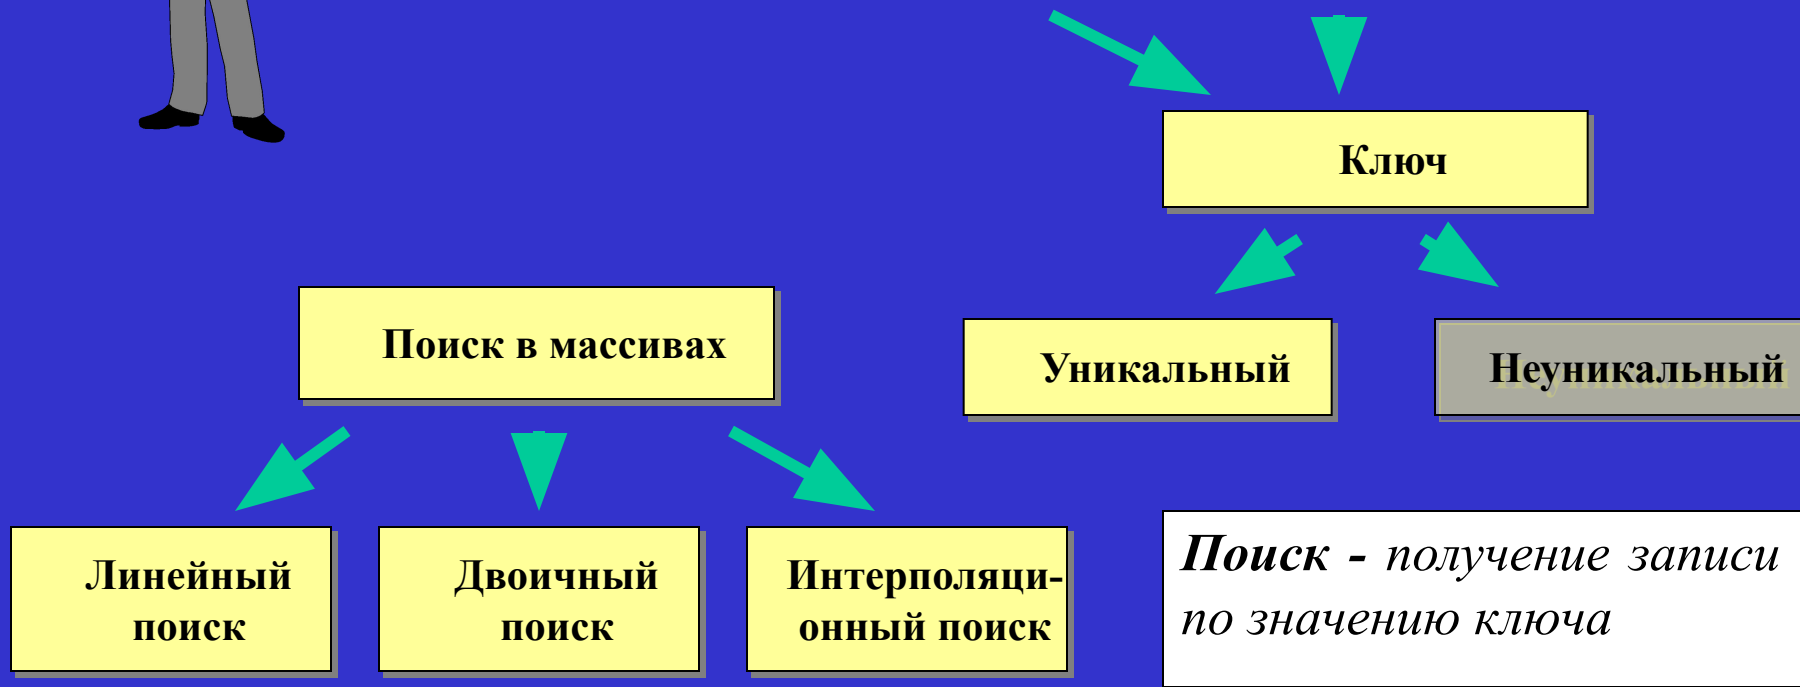 Ключ
Поиск в массивах
Уникальный
Неуникальный
Линейный
поиск
Двоичный
поиск
Интерполяци-
онный поиск
Поиск - получение записи
по значению ключа